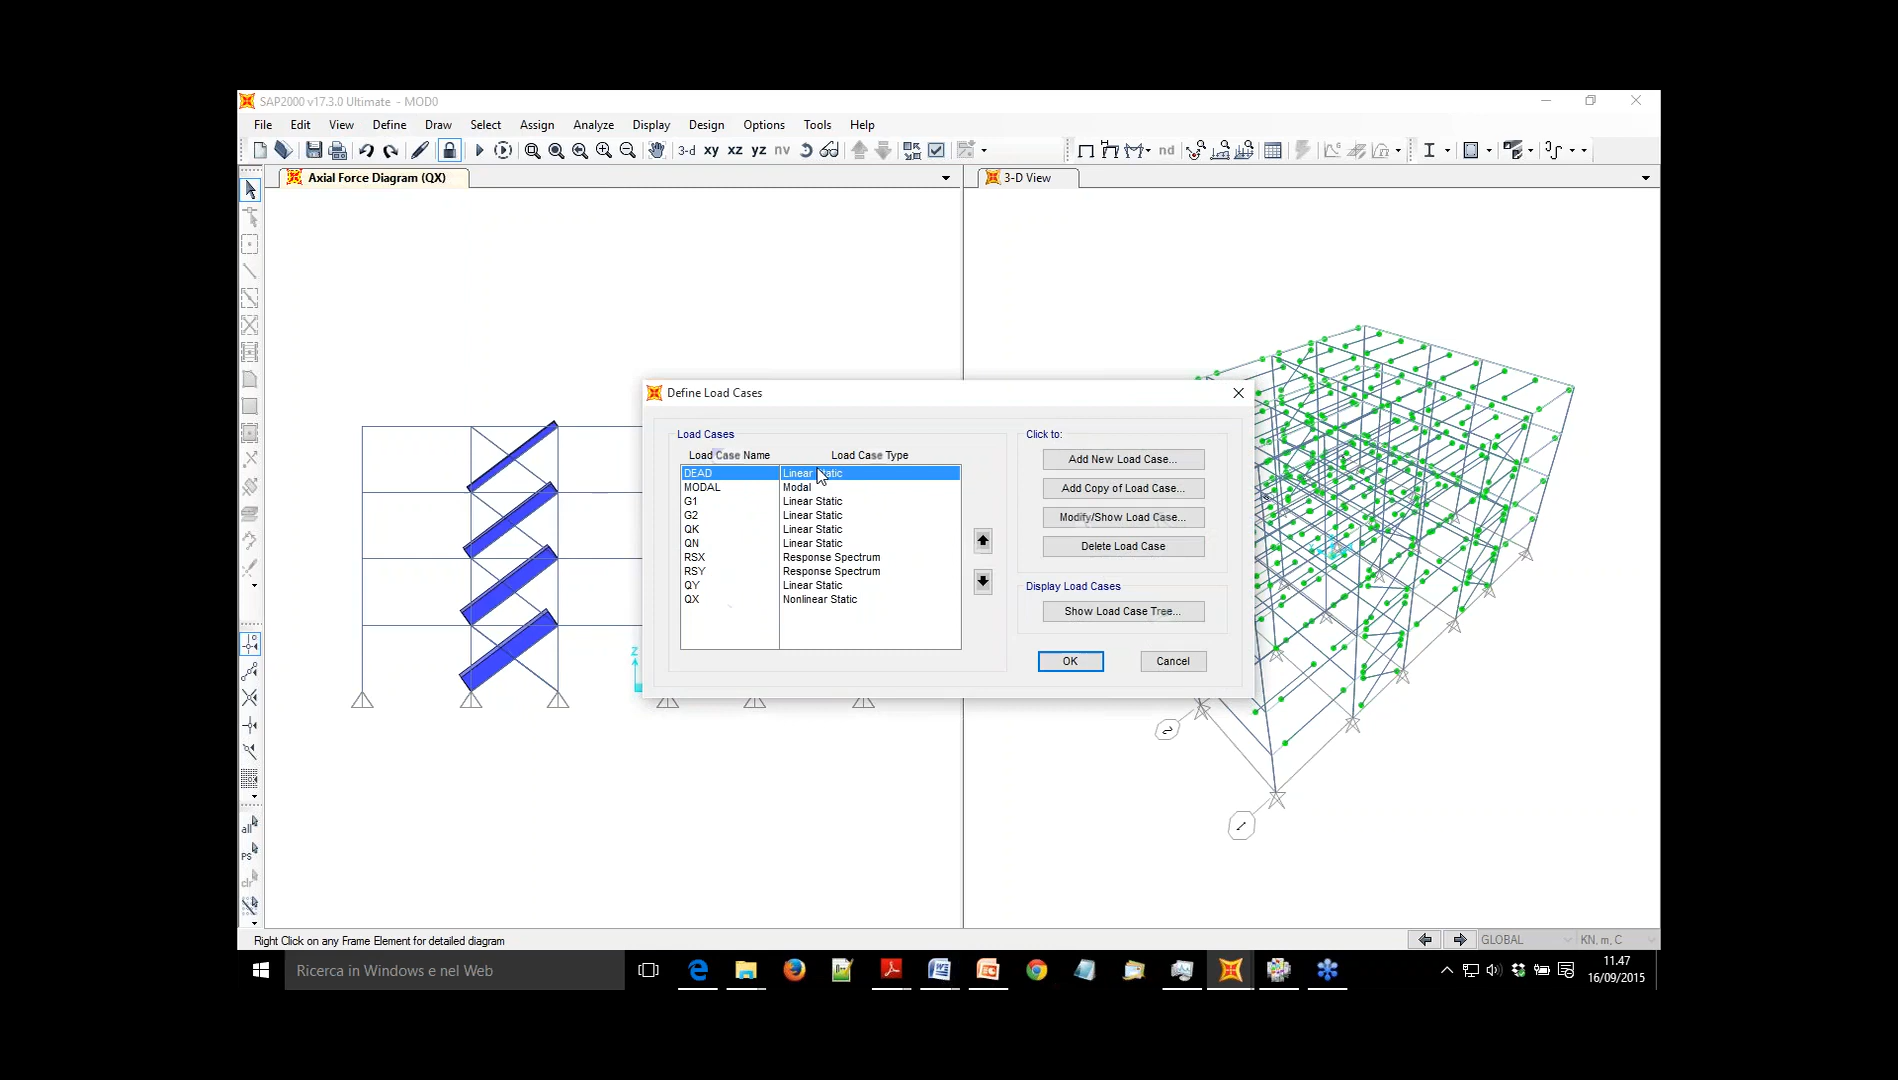 SAP2000 v17.3.0 Ultimate - MOD0
File Edit View Define Draw Select Assign Analyze Display Design Options Tools Help
3-d xy xz yz nv nd
Axial Force Diagram (QX)
3-D View
Define Load Cases
Load Cases
Click to:
Load Case Name Load Case Type
DEAD Linear Static
MODAL Modal
G1 Linear Static
G2 Linear Static
QK Linear Static
QN Linear Static
RSX Response Spectrum
RSY Response Spectrum
QY Linear Static
QX Nonlinear Static
Add New Load Case...
Add Copy of Load Case...
Modify/Show Load Case...
Delete Load Case
Display Load Cases
Show Load Case Tree...
OK Cancel
Z
all
PS
clr
Right Click on any Frame Element for detailed diagram
GLOBAL KN, m, C
Ricerca in Windows e nel Web
11.47
16/09/2015